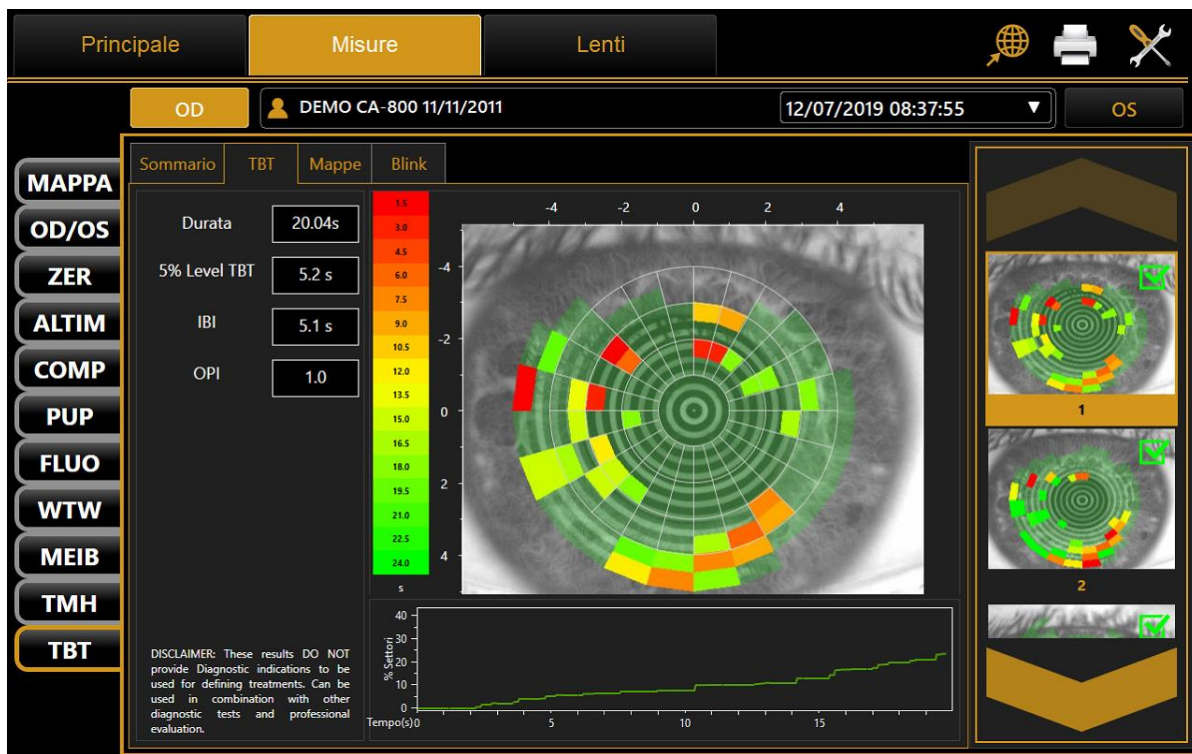 Principale Misure Lenti
OD DEMO CA-800 11/11/2011 12/07/2019 08:37:55 OS
MAPPA
OD/OS
ZER
ALTIM
COMP
PUP
FLUO
WTW
MEIB
TMH
TBT
Sommario TBT Mappe Blink
Durata 20.04s
5% Level TBT 5.2 s
IBI 5.1 s
OPI 1.0
DISCLAIMER: These results DO NOT
provide Diagnostic indications to be
used for defining treatments. Can be
used in combination with other
diagnostic tests and professional
evaluation.
1.5
3.0
4.5
6.0
7.5
9.0
10.5
12.0
13.5
15.0
16.5
18.0
19.5
21.0
22.5
24.0
s
-4 -2 0 2 4
-4
-2
0
2
4
% Settori
40
30
20
10
0
Tempo(s) 0 5 10 15
1
2